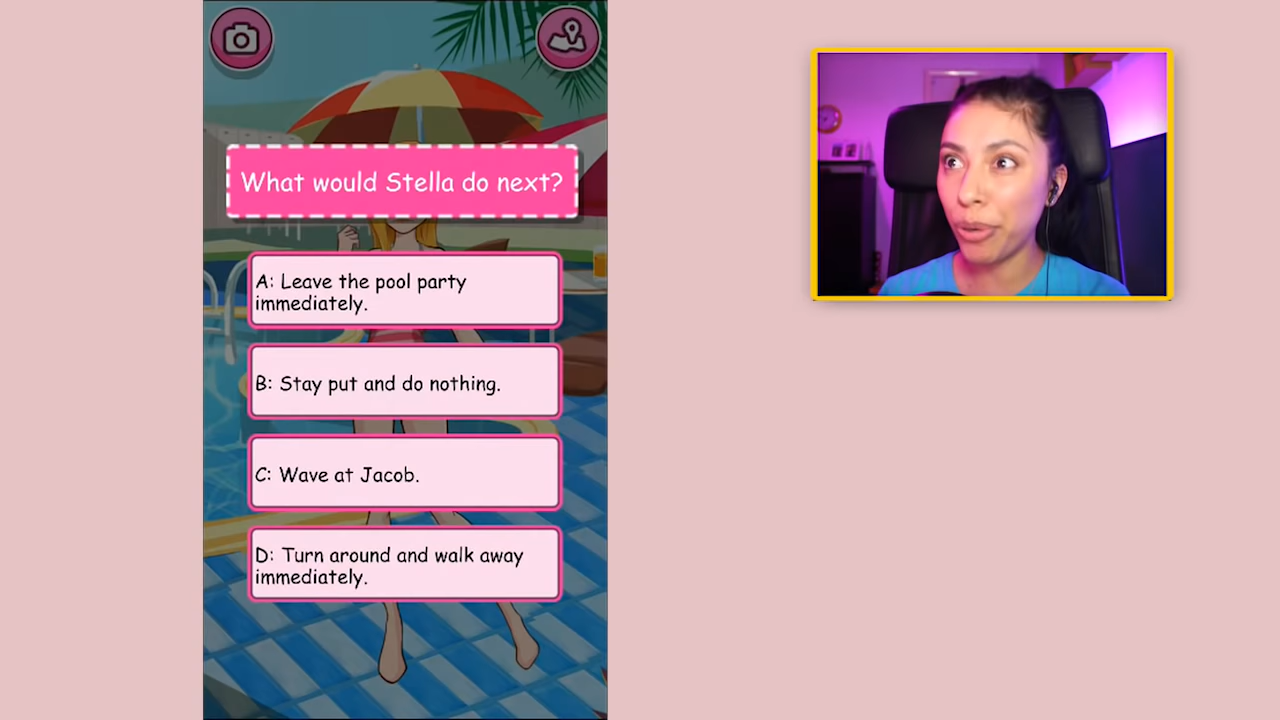 What would Stella do next?
A: Leave the pool party
immediately.
B: Stay put and do nothing.
C: Wave at Jacob.
D: Turn around and walk away
immediately.